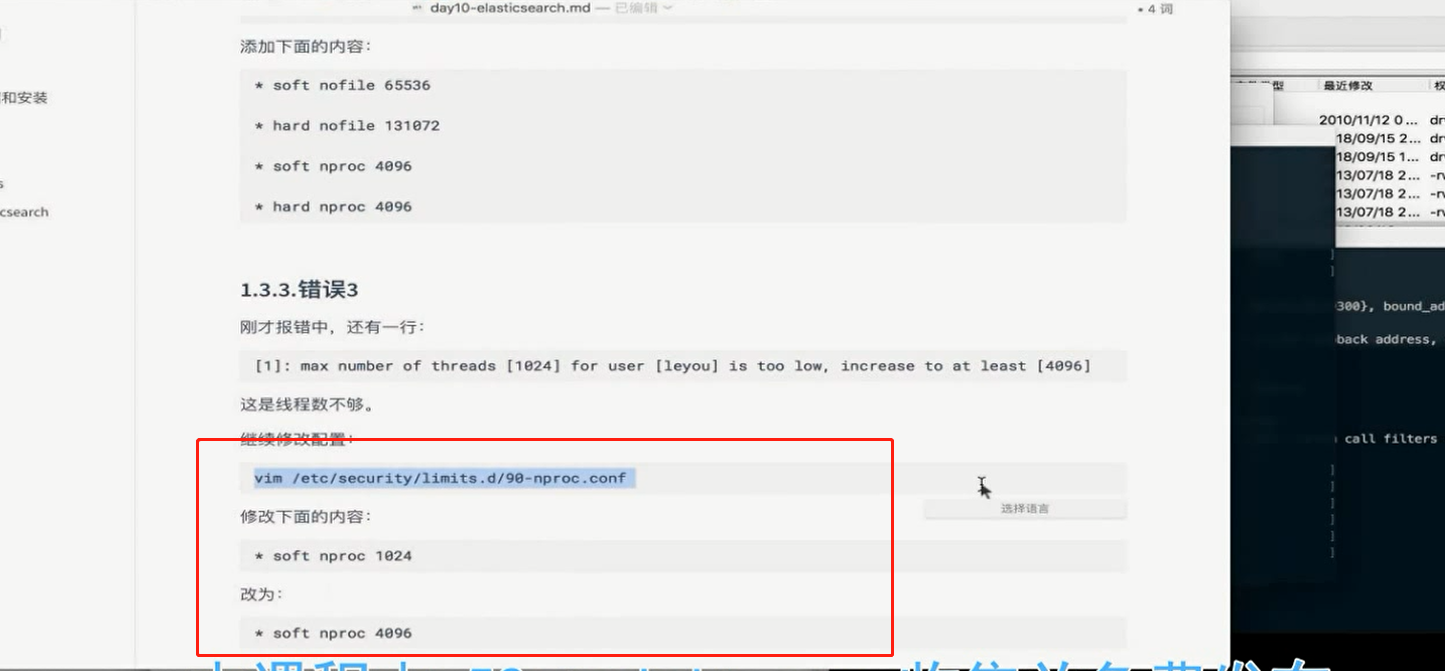 day10-elasticsearch.md — 已编辑
4 词
添加下面的内容：
* soft nofile 65536
* hard nofile 131072
* soft nproc 4096
* hard nproc 4096
1.3.3.错误3
刚才报错中，还有一行：
[1]: max number of threads [1024] for user [leyou] is too low, increase to at least [4096]
这是线程数不够。
继续修改配置：
vim /etc/security/limits.d/90-nproc.conf
选择语言
修改下面的内容：
* soft nproc 1024
改为：
* soft nproc 4096
和安装
csearch
型 最近修改 权
2010/11/12 0... dr
18/09/15 2... dr
18/09/15 1... dr
13/07/18 2... -r
13/07/18 2... -r
13/07/18 2... -r
300}, bound_ad
back address,
call filters